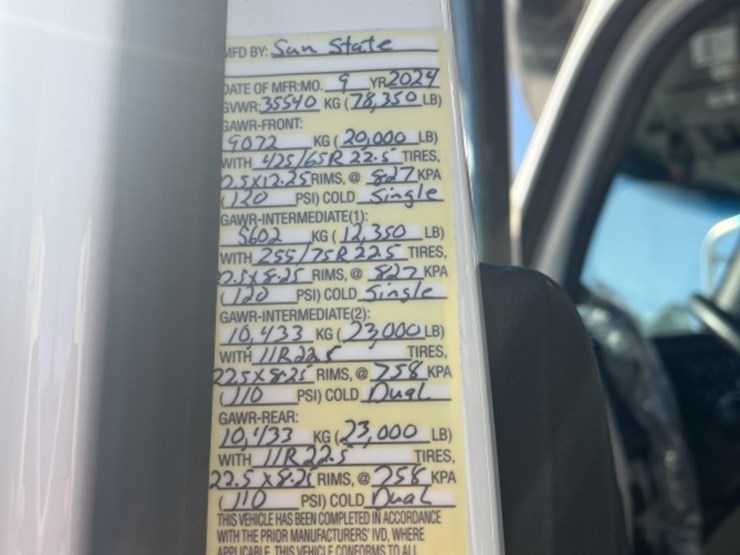 MFD BY: Sun State
DATE OF MFR:MO. 9 YR 2024
GVWR 35540 KG (78,350 LB)
GAWR-FRONT:
9072 KG (20,000 LB)
WITH 425/65R 22.5 TIRES,
22.5X12.25 RIMS, @ 827 KPA
(120 PSI) COLD Single
GAWR-INTERMEDIATE(1):
5602 KG (12,350 LB)
WITH 255/75R 22.5 TIRES,
22.5X8.25 RIMS, @ 827 KPA
(120 PSI) COLD Single
GAWR-INTERMEDIATE(2):
10,433 KG (23,000 LB)
WITH 11R22.5 TIRES,
22.5X8.25 RIMS, @ 758 KPA
(110 PSI) COLD Dual
GAWR-REAR:
10,433 KG (23,000 LB)
WITH 11R22.5 TIRES,
22.5X8.25 RIMS, @ 758 KPA
(110 PSI) COLD Dual
THIS VEHICLE HAS BEEN COMPLETED IN ACCORDANCE
WITH THE PRIOR MANUFACTURERS' IVD, WHERE
APPLICABLE. THIS VEHICLE CONFORMS TO ALL